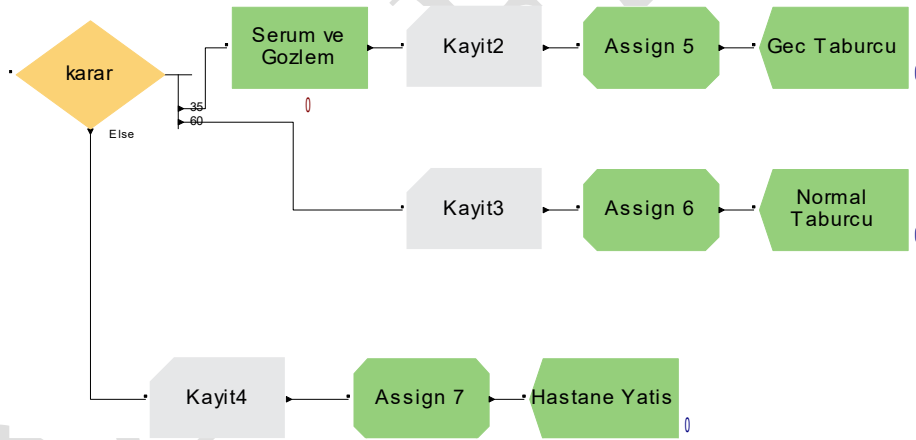 karar
Serum ve
Gozlem
Kayit2
Assign 5
Gec Taburcu
35
60
Else
0
Kayit3
Assign 6
Normal
Taburcu
Kayit4
Assign 7
Hastane Yatis
0